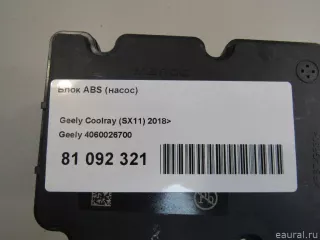 Блок ABS (насос)
Geely Coolray (SX11) 2018>
Geely 4060026700
81 092 321
eaural.ru